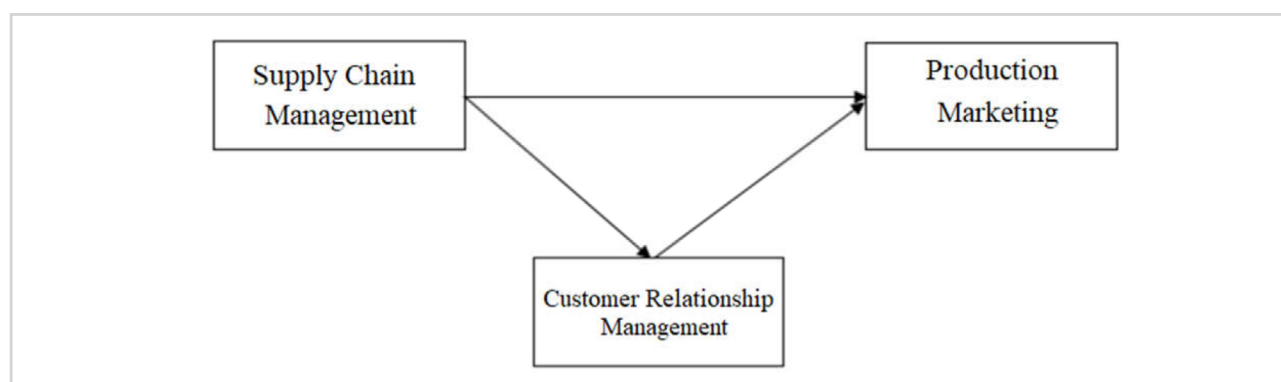 Supply Chain
Management
Production
Marketing
Customer Relationship
Management